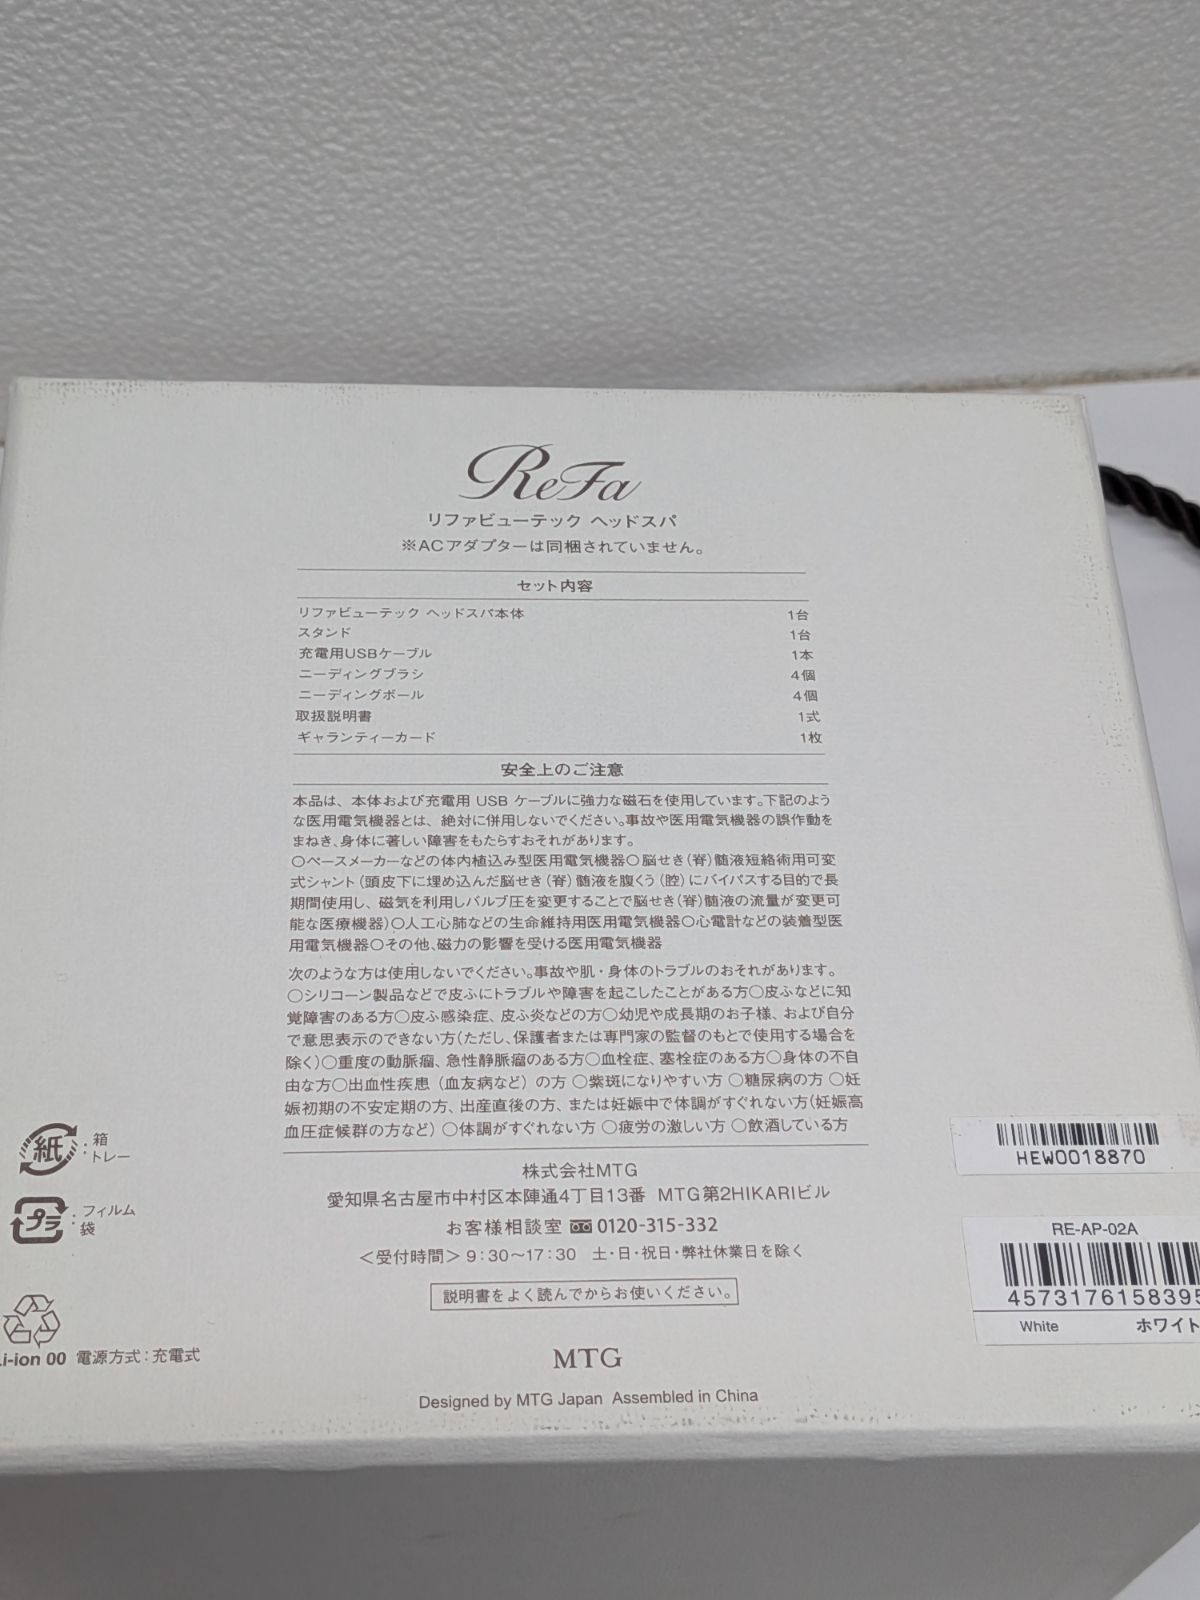 ReFa
リファビューテック ヘッドスパ
※ACアダプターは同梱されていません。
セット内容
リファビューテック ヘッドスパ本体 1台
スタンド 1台
充電用USBケーブル 1本
ニーディングブラシ 4個
ニーディングボール 4個
取扱説明書 1式
ギャランティーカード 1枚
安全上のご注意
本品は、本体および充電用 USB ケーブルに強力な磁石を使用しています。下記のよう
な医用電気機器とは、絶対に併用しないでください。事故や医用電気機器の誤作動を
まねき、身体に著しい障害をもたらすおそれがあります。
○ペースメーカーなどの体内植込み型医用電気機器○脳せき(脊)髄液短絡術用可変
式シャント(頭皮下に埋め込んだ脳せき(脊)髄液を腹くう(腔)にバイパスする目的で長
期間使用し、磁気を利用しバルブ圧を変更することで脳せき(脊)髄液の流量が変更可
能な医療機器)○人工心肺などの生命維持用医用電気機器○心電計などの装着型医
用電気機器○その他、磁力の影響を受ける医用電気機器
次のような方は使用しないでください。事故や肌・身体のトラブルのおそれがあります。
○シリコーン製品などで皮ふにトラブルや障害を起こしたことがある方○皮ふなどに知
覚障害のある方○皮ふ感染症、皮ふ炎などの方○幼児や成長期のお子様、および自分
で意思表示のできない方(ただし、保護者または専門家の監督のもとで使用する場合を
除く)○重度の動脈瘤、急性静脈瘤のある方○血栓症、塞栓症のある方○身体の不自
由な方○出血性疾患(血友病など)の方 ○紫斑になりやすい方 ○糖尿病の方 ○妊
娠初期の不安定期の方、出産直後の方、または妊娠中で体調がすぐれない方(妊娠高
血圧症候群の方など) ○体調がすぐれない方 ○疲労の激しい方 ○飲酒している方
株式会社MTG
愛知県名古屋市中村区本陣通4丁目13番 MTG第2HIKARIビル
お客様相談室 0120-315-332
<受付時間> 9:30〜17:30 土・日・祝日・弊社休業日を除く
説明書をよく読んでからお使いください。
MTG
Designed by MTG Japan Assembled in China
紙:箱
トレー
プラ:フィルム
袋
Li-ion 00 電源方式:充電式
HEW0018870
RE-AP-02A
4573176158395
White ホワイト